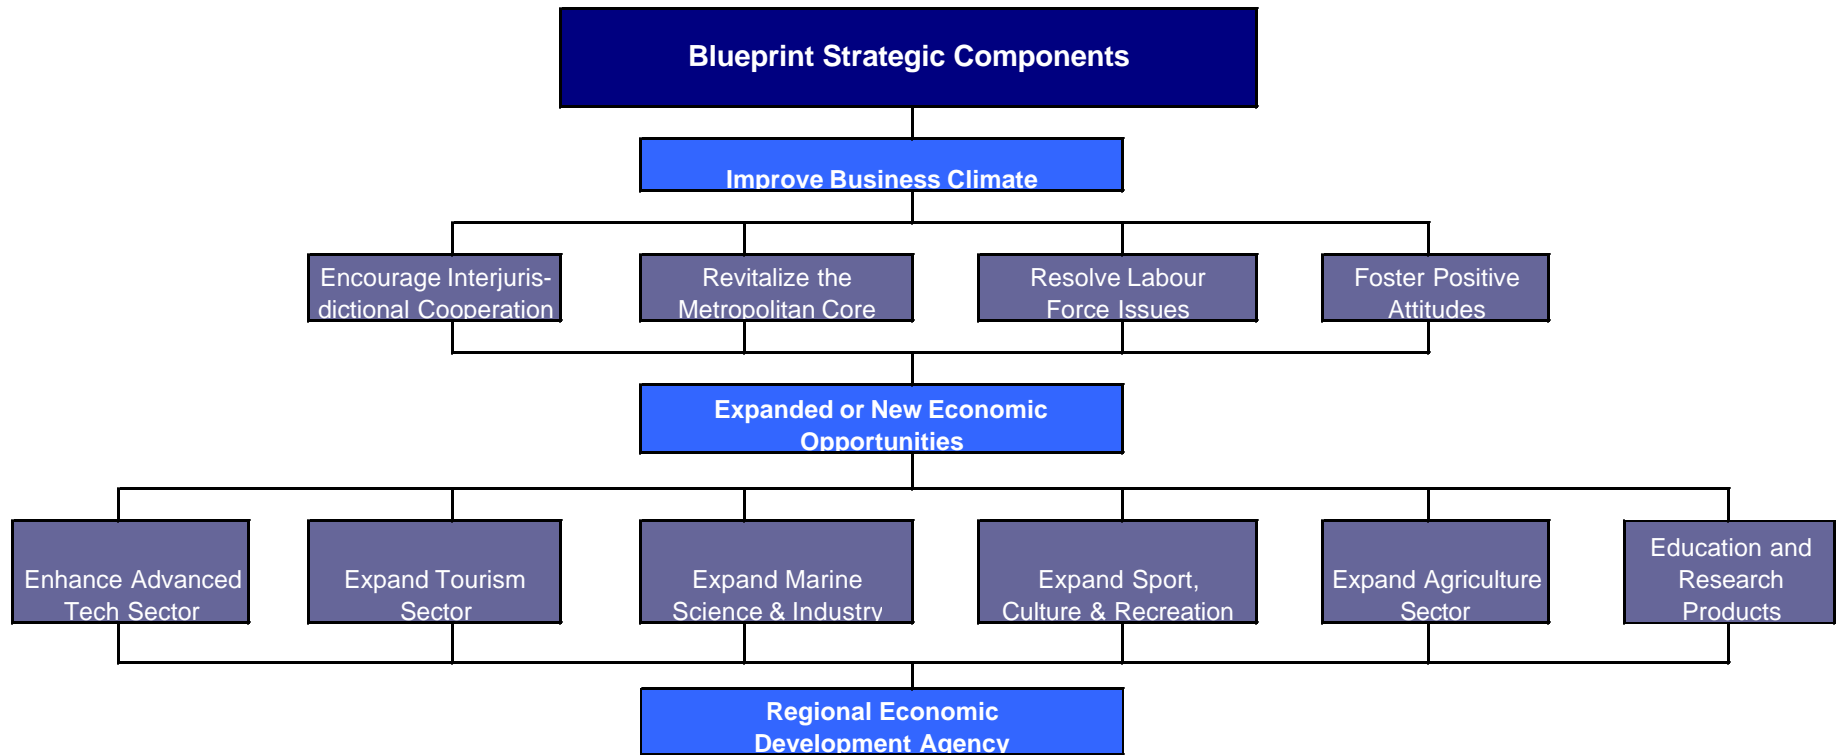 Blueprint Strategic Components
Improve Business Climate
Encourage Interjuris-
dictional Cooperation
Revitalize the
Metropolitan Core
Resolve Labour
Force Issues
Foster Positive
Attitudes
Expanded or New Economic
Opportunities
Enhance Advanced
Tech Sector
Expand Tourism
Sector
Expand Marine
Science & Industry
Expand Sport,
Culture & Recreation
Expand Agriculture
Sector
Education and
Research
Products
Regional Economic
Development Agency